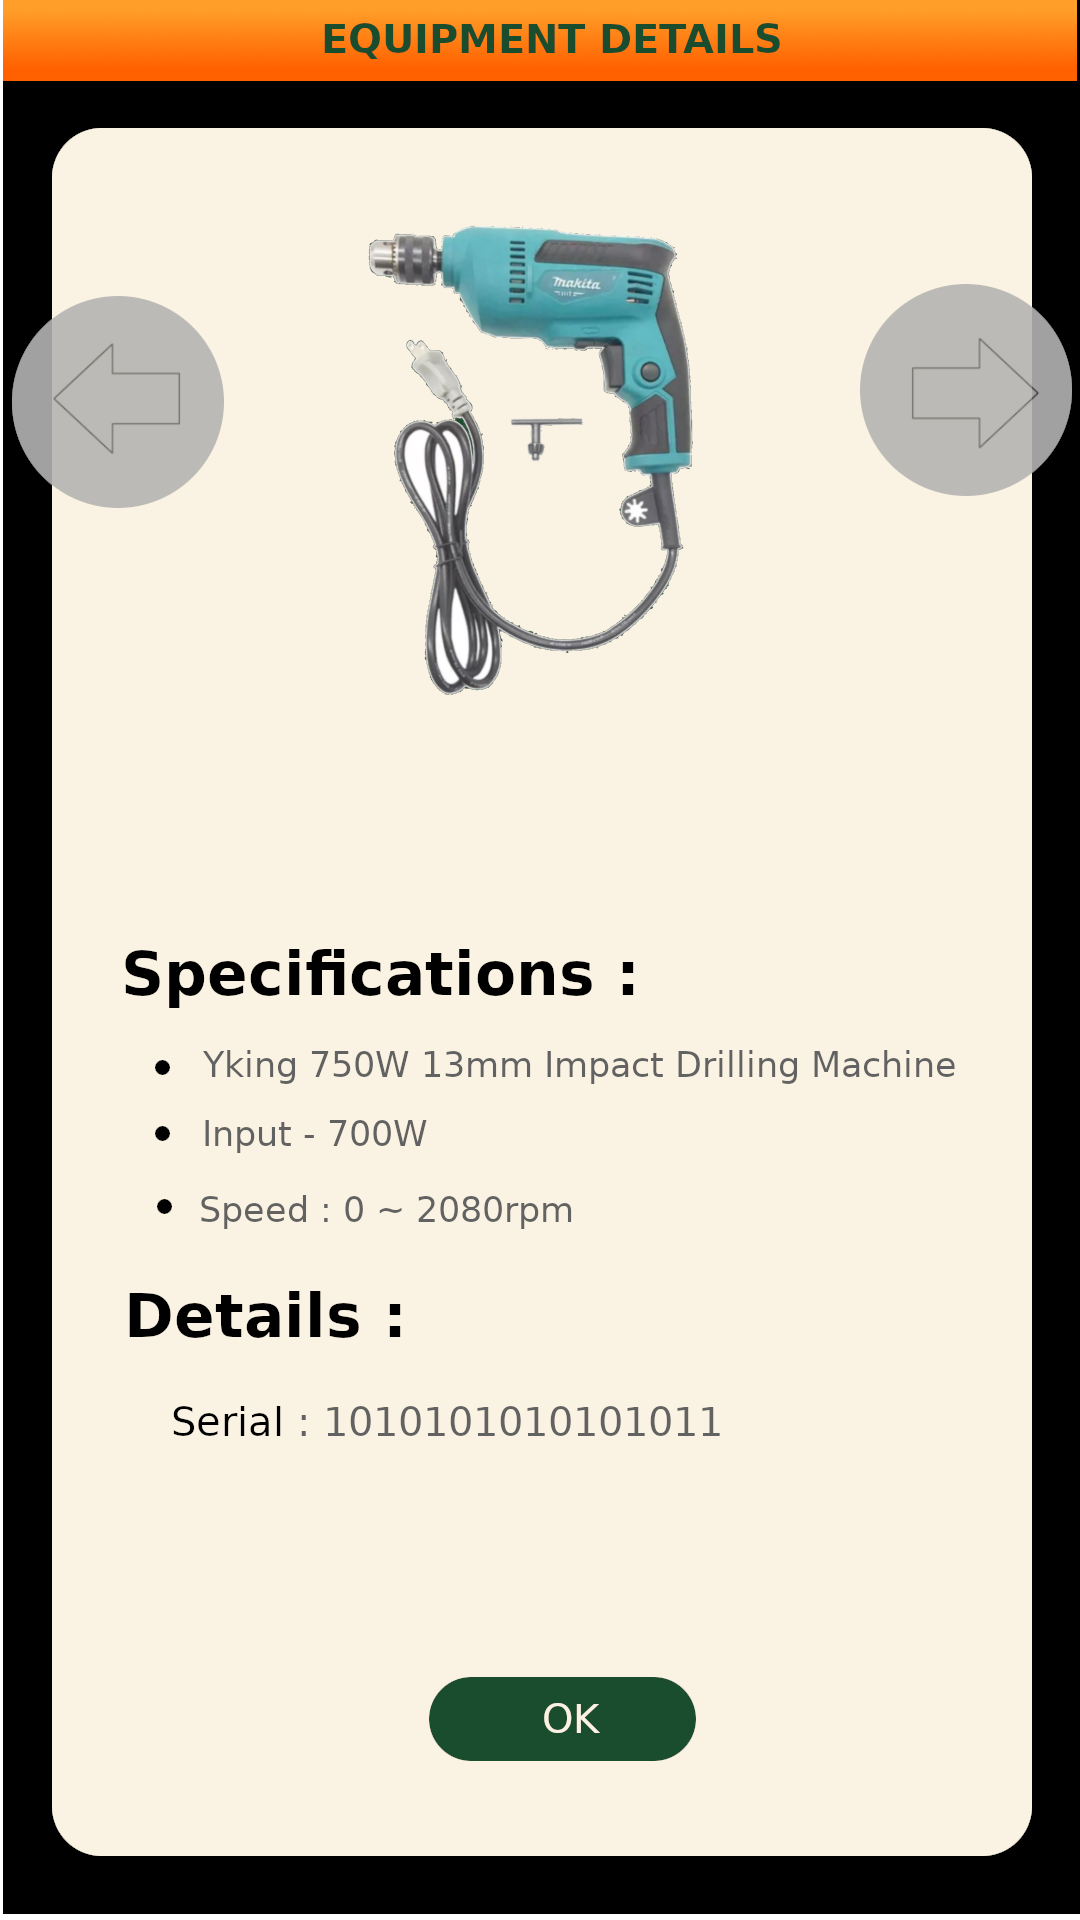 EQUIPMENT DETAILS
makita
Specifications :
Yking 750W 13mm Impact Drilling Machine
Input - 700W
Speed : 0 ~ 2080rpm
Details :
Serial : 1010101010101011
OK